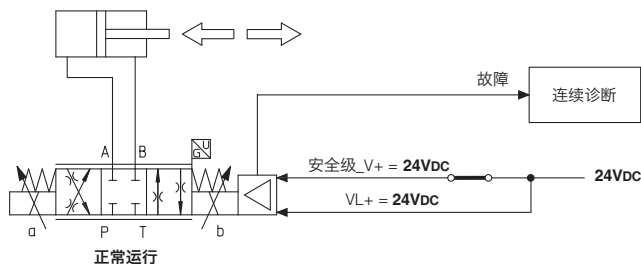 故障
连续诊断
A B
U
G
安全级_V+ = 24VDC
24VDC
VL+ = 24VDC
a
P T
b
正常运行